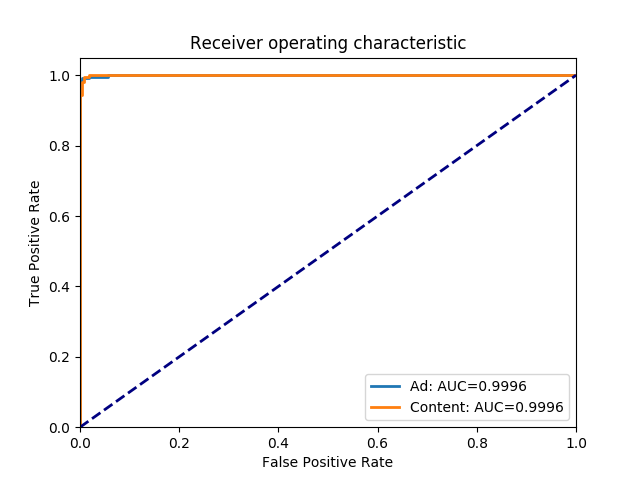 Receiver operating characteristic
True Positive Rate
1.0
0.8
0.6
0.4
0.2
0.0
0.0 0.2 0.4 0.6 0.8 1.0
False Positive Rate
Ad: AUC=0.9996
Content: AUC=0.9996